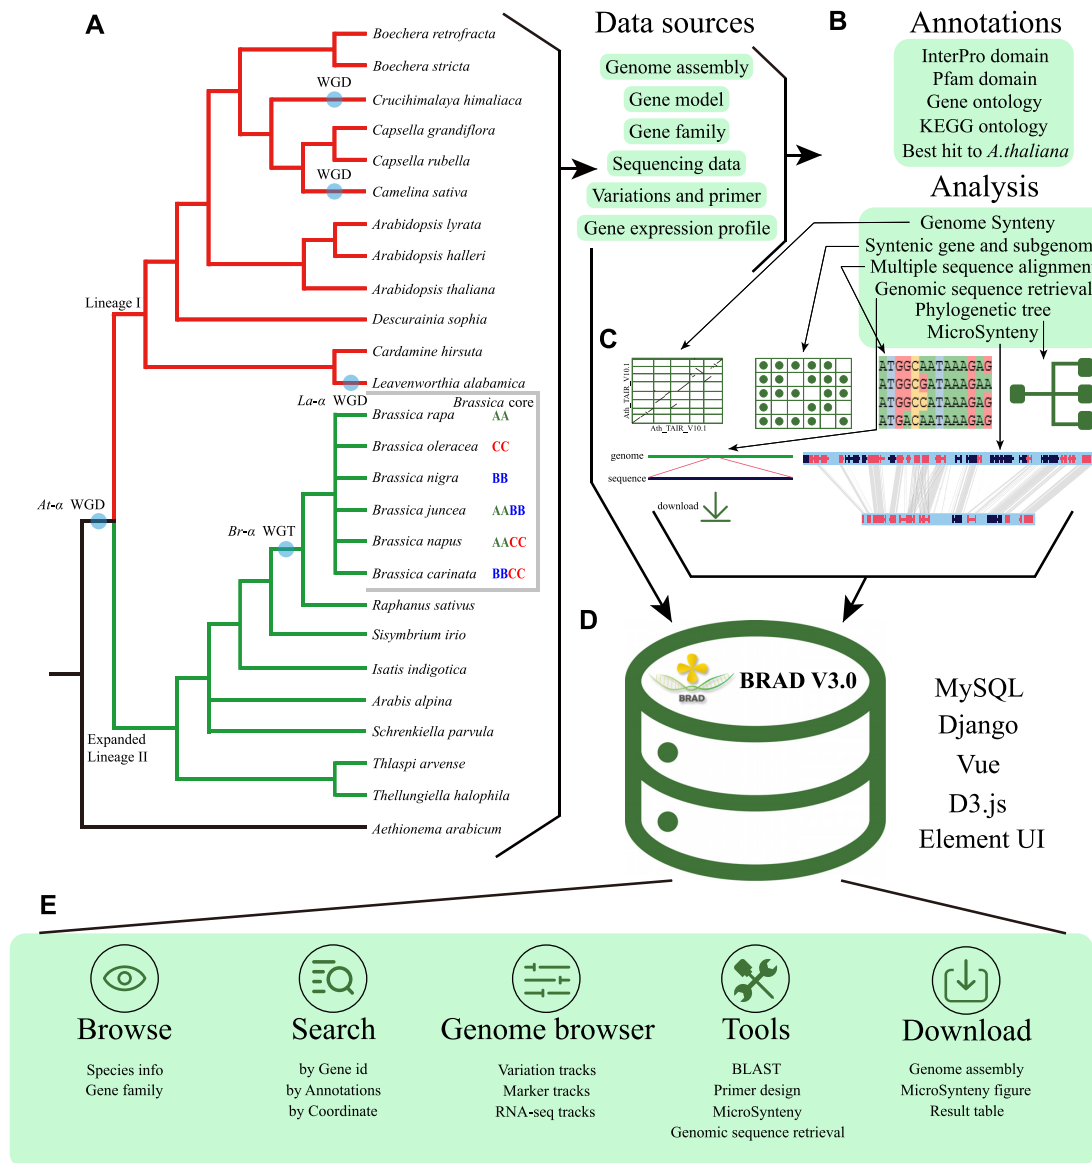 A
Boechera retrofracta
Boechera stricta
WGD
Crucihimalaya himaliaca
Capsella grandiflora
Capsella rubella
WGD
Camelina sativa
Arabidopsis lyrata
Arabidopsis halleri
Arabidopsis thaliana
Lineage I
Descurainia sophia
Cardamine hirsuta
Leavenworthia alabamica
La-α WGD
Brassica core
Brassica rapa AA
Brassica oleracea CC
Brassica nigra BB
Brassica juncea AABB
At-α WGD
Br-α WGT
Brassica napus AACC
Brassica carinata BBCC
Raphanus sativus
Sisymbrium irio
Isatis indigotica
Arabis alpina
Schrenkiella parvula
Expanded
Lineage II
Thlaspi arvense
Thellungiella halophila
Aethionema arabicum
Data sources
Genome assembly
Gene model
Gene family
Sequencing data
Variations and primer
Gene expression profile
B
Annotations
InterPro domain
Pfam domain
Gene ontology
KEGG ontology
Best hit to A.thaliana
Analysis
Genome Synteny
Syntenic gene and subgenom
Multiple sequence alignment
Genomic sequence retrieval
Phylogenetic tree
MicroSynteny
C
Ath_TAIR_V10.1
Ath_TAIR_V10.1
ATGGCAATAAAGAG
ATGGCGATAAAGAG
ATGGCCATAAAGAG
ATGACAATAAAGAG
genome
sequence
download
D
BRAD
BRAD V3.0
MySQL
Django
Vue
D3.js
Element UI
E
Browse
Species info
Gene family
Search
by Gene id
by Annotations
by Coordinate
Genome browser
Variation tracks
Marker tracks
RNA-seq tracks
Tools
BLAST
Primer design
MicroSynteny
Genomic sequence retrieval
Download
Genome assembly
MicroSynteny figure
Result table